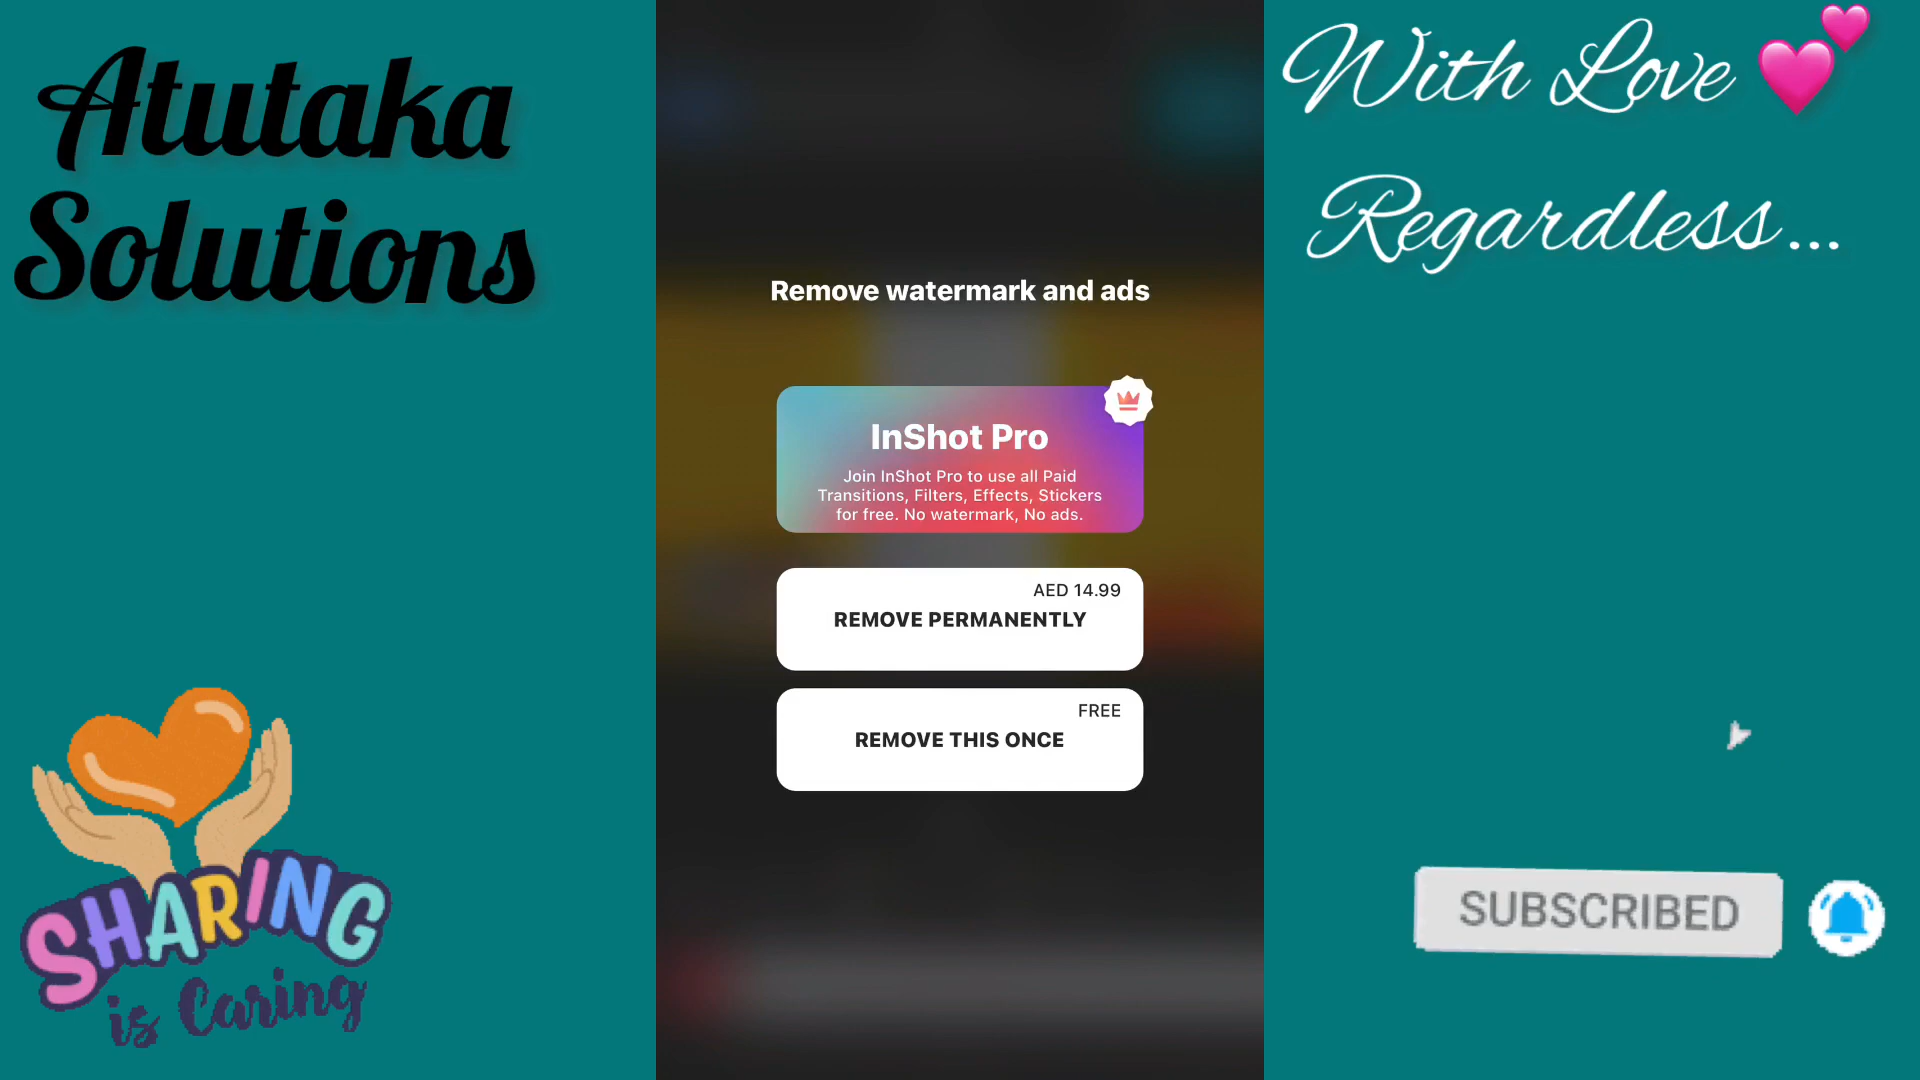 Atutaka
Solutions
With Love 💕
Regardless...
Remove watermark and ads
InShot Pro
Join InShot Pro to use all Paid
Transitions, Filters, Effects, Stickers
for free. No watermark, No ads.
AED 14.99
REMOVE PERMANENTLY
FREE
REMOVE THIS ONCE
SHARING
is Caring
SUBSCRIBED